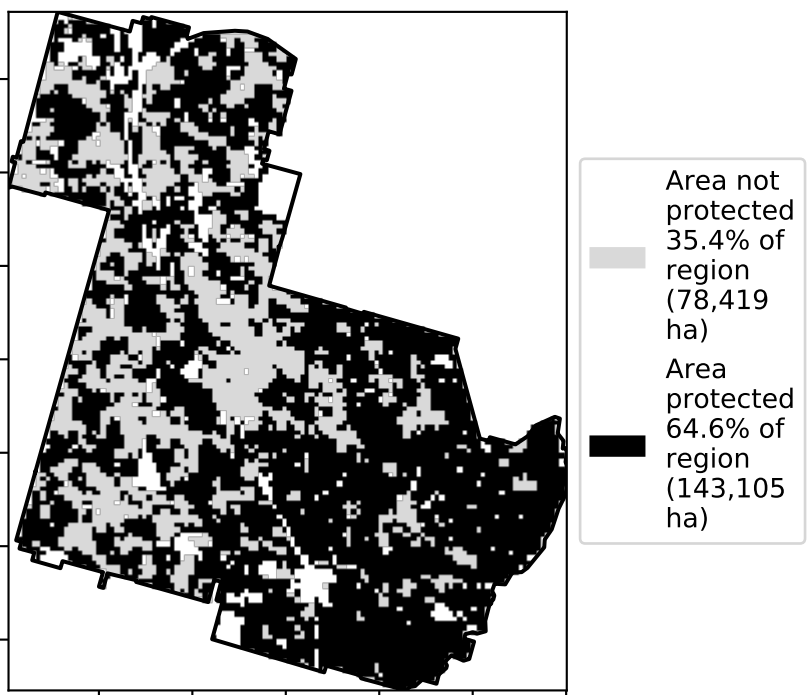 Area not
protected
35.4% of
region
(78,419
ha)
Area
protected
64.6% of
region
(143,105
ha)